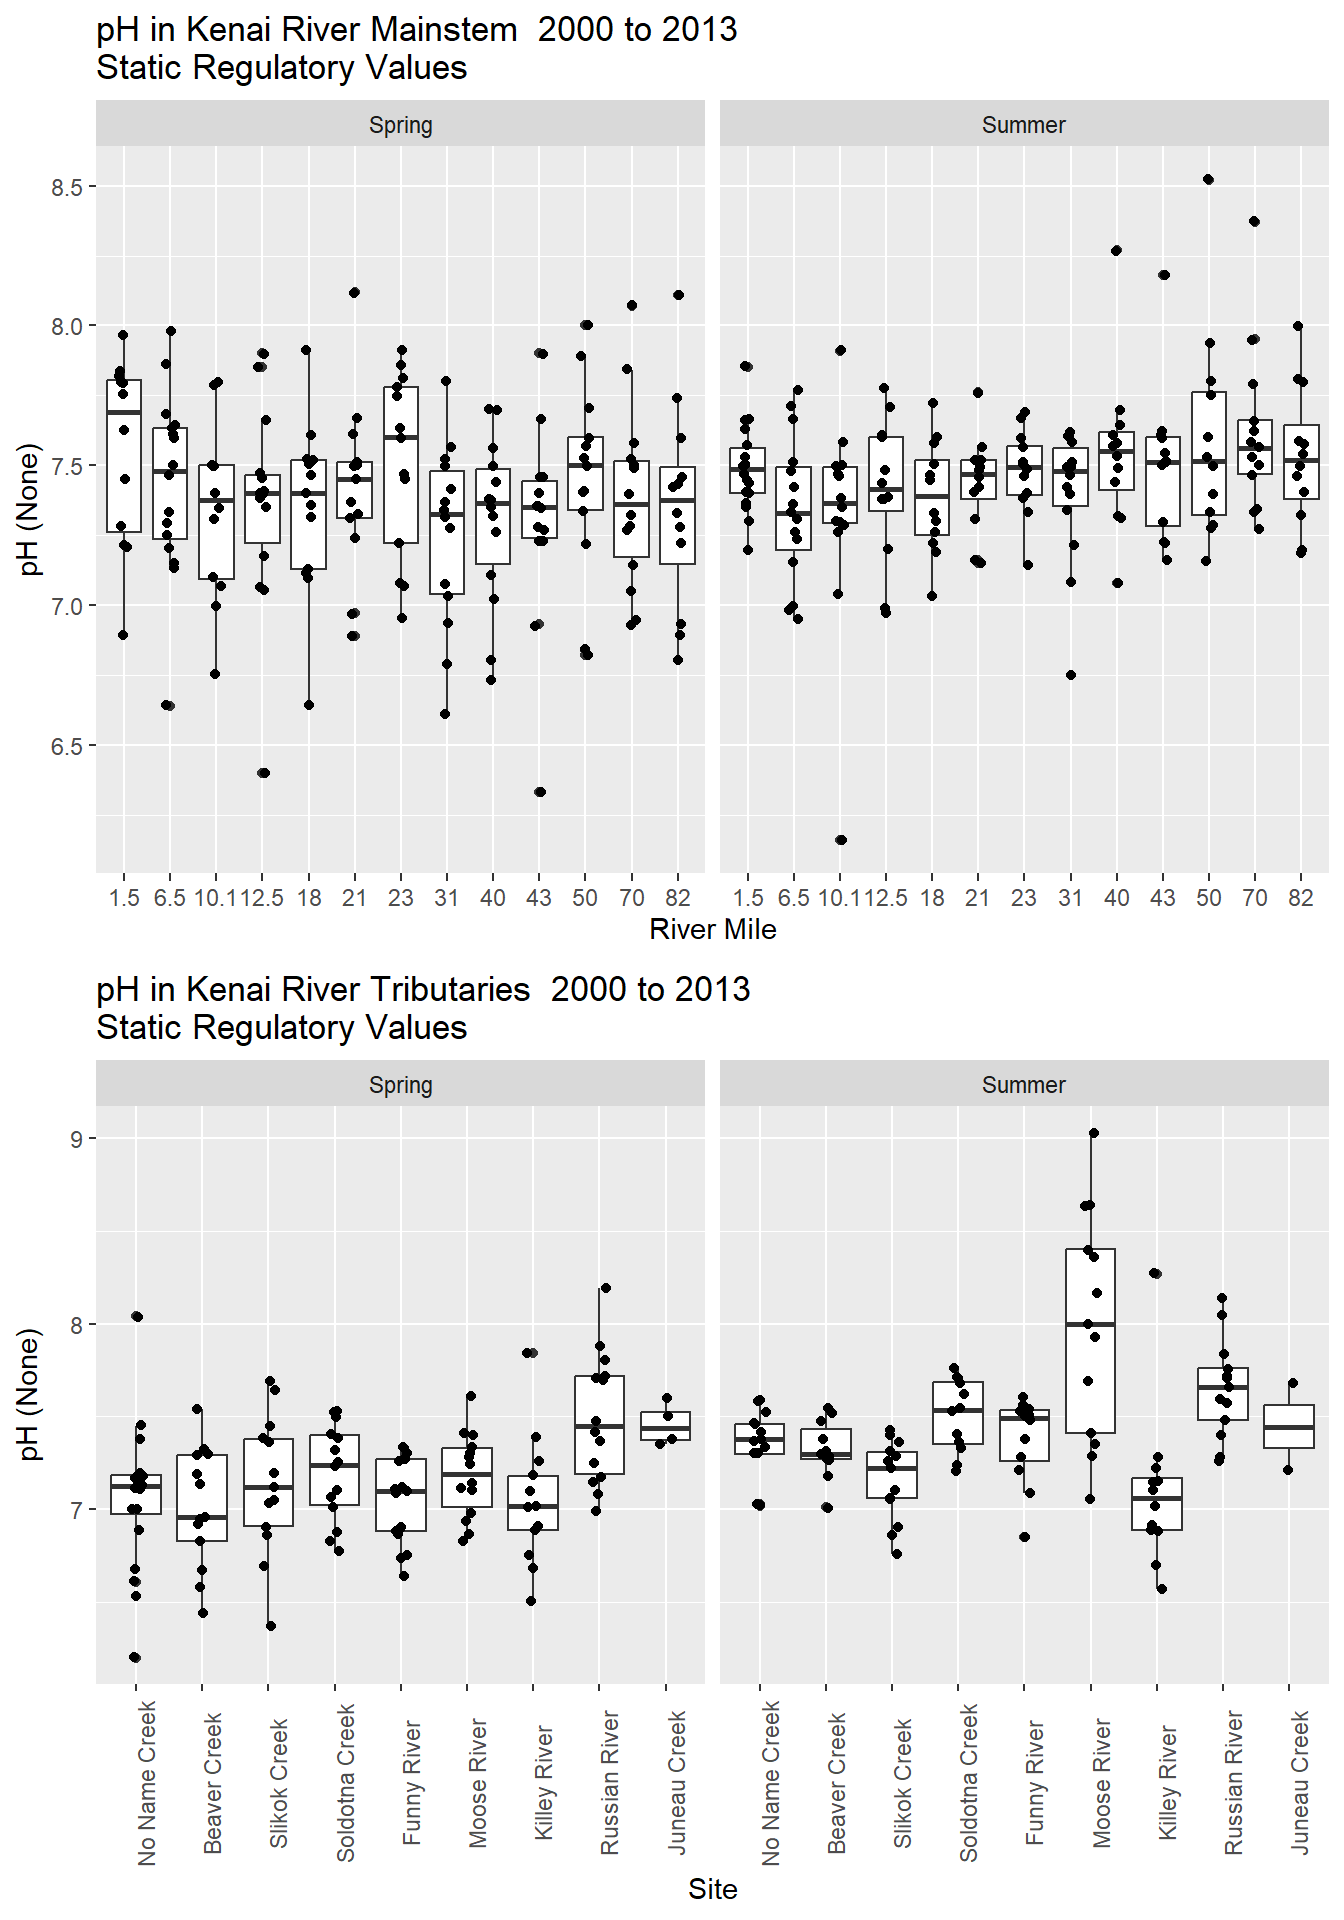 pH in Kenai River Mainstem  2000 to 2013
Static Regulatory Values
Spring
Summer
8.5
8.0
7.5
7.0
6.5
pH (None)
1.5 6.5 10.1 12.5 18 21 23 31 40 43 50 70 82
1.5 6.5 10.1 12.5 18 21 23 31 40 43 50 70 82
River Mile
pH in Kenai River Tributaries  2000 to 2013
Static Regulatory Values
Spring
Summer
9
8
7
pH (None)
No Name Creek
Beaver Creek
Slikok Creek
Soldotna Creek
Funny River
Moose River
Killey River
Russian River
Juneau Creek
No Name Creek
Beaver Creek
Slikok Creek
Soldotna Creek
Funny River
Moose River
Killey River
Russian River
Juneau Creek
Site